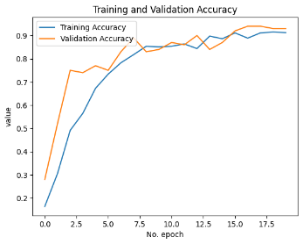 Training and Validation Accuracy
Training Accuracy
Validation Accuracy
value
0.9
0.8
0.7
0.6
0.5
0.4
0.3
0.2
0.0 2.5 5.0 7.5 10.0 12.5 15.0 17.5
No. epoch